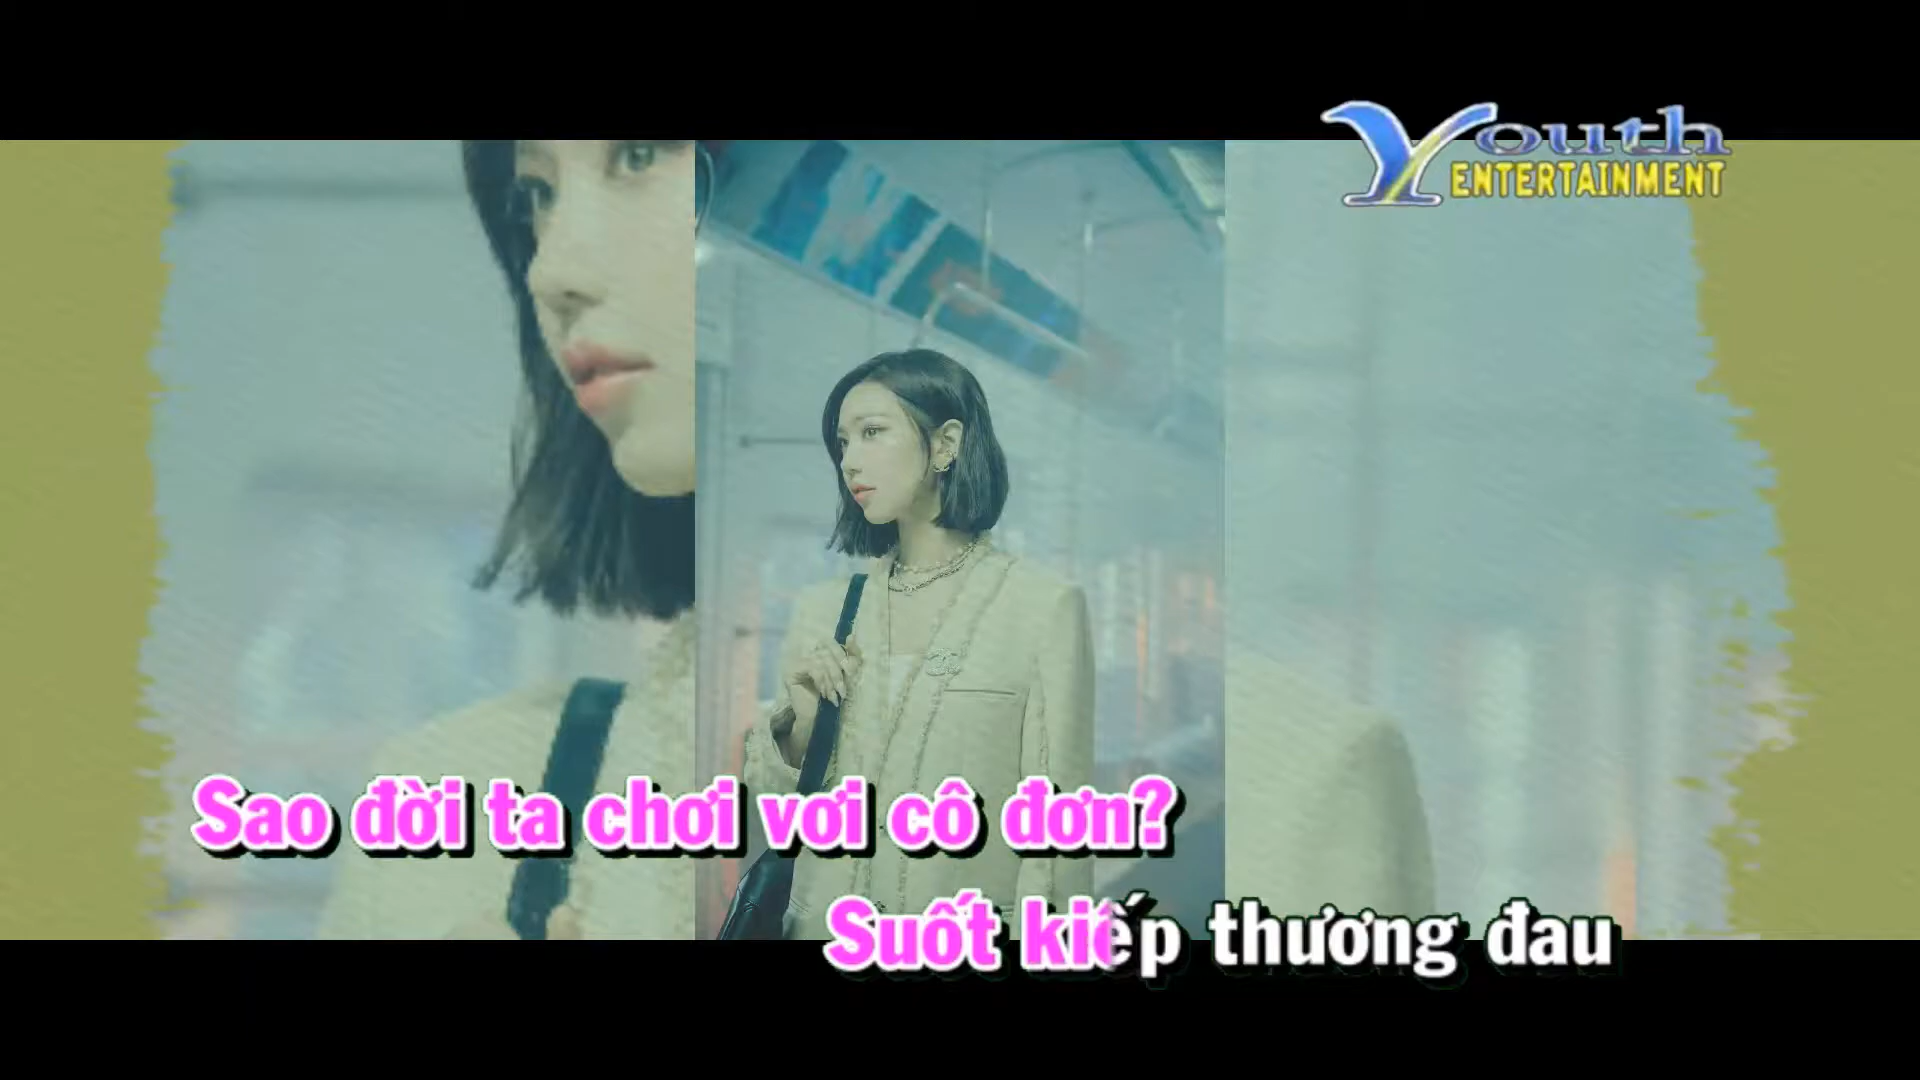 Youth
ENTERTAINMENT
Sao đời ta chơi vơi cô đơn?
Suốt kiếp thương đau